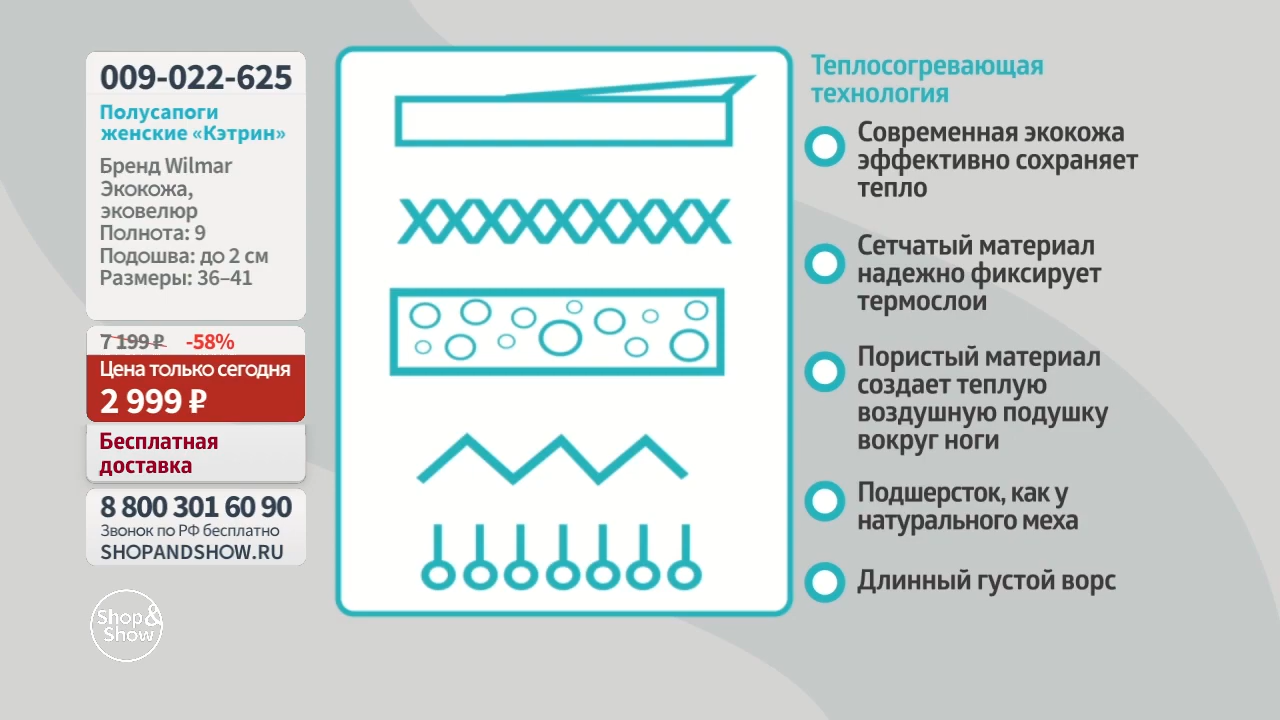 009-022-625
Полусапоги
женские «Кэтрин»
Бренд Wilmar
Экокожа,
эковелюр
Полнота: 9
Подошва: до 2 см
Размеры: 36–41
7 199 ₽ -58%
Цена только сегодня
2 999 ₽
Бесплатная
доставка
8 800 301 60 90
Звонок по РФ бесплатно
SHOPANDSHOW.RU
Shop&
Show
Теплосогревающая
технология
Современная экокожа
эффективно сохраняет
тепло
Сетчатый материал
надежно фиксирует
термослои
Пористый материал
создает теплую
воздушную подушку
вокруг ноги
Подшерсток, как у
натурального меха
Длинный густой ворс